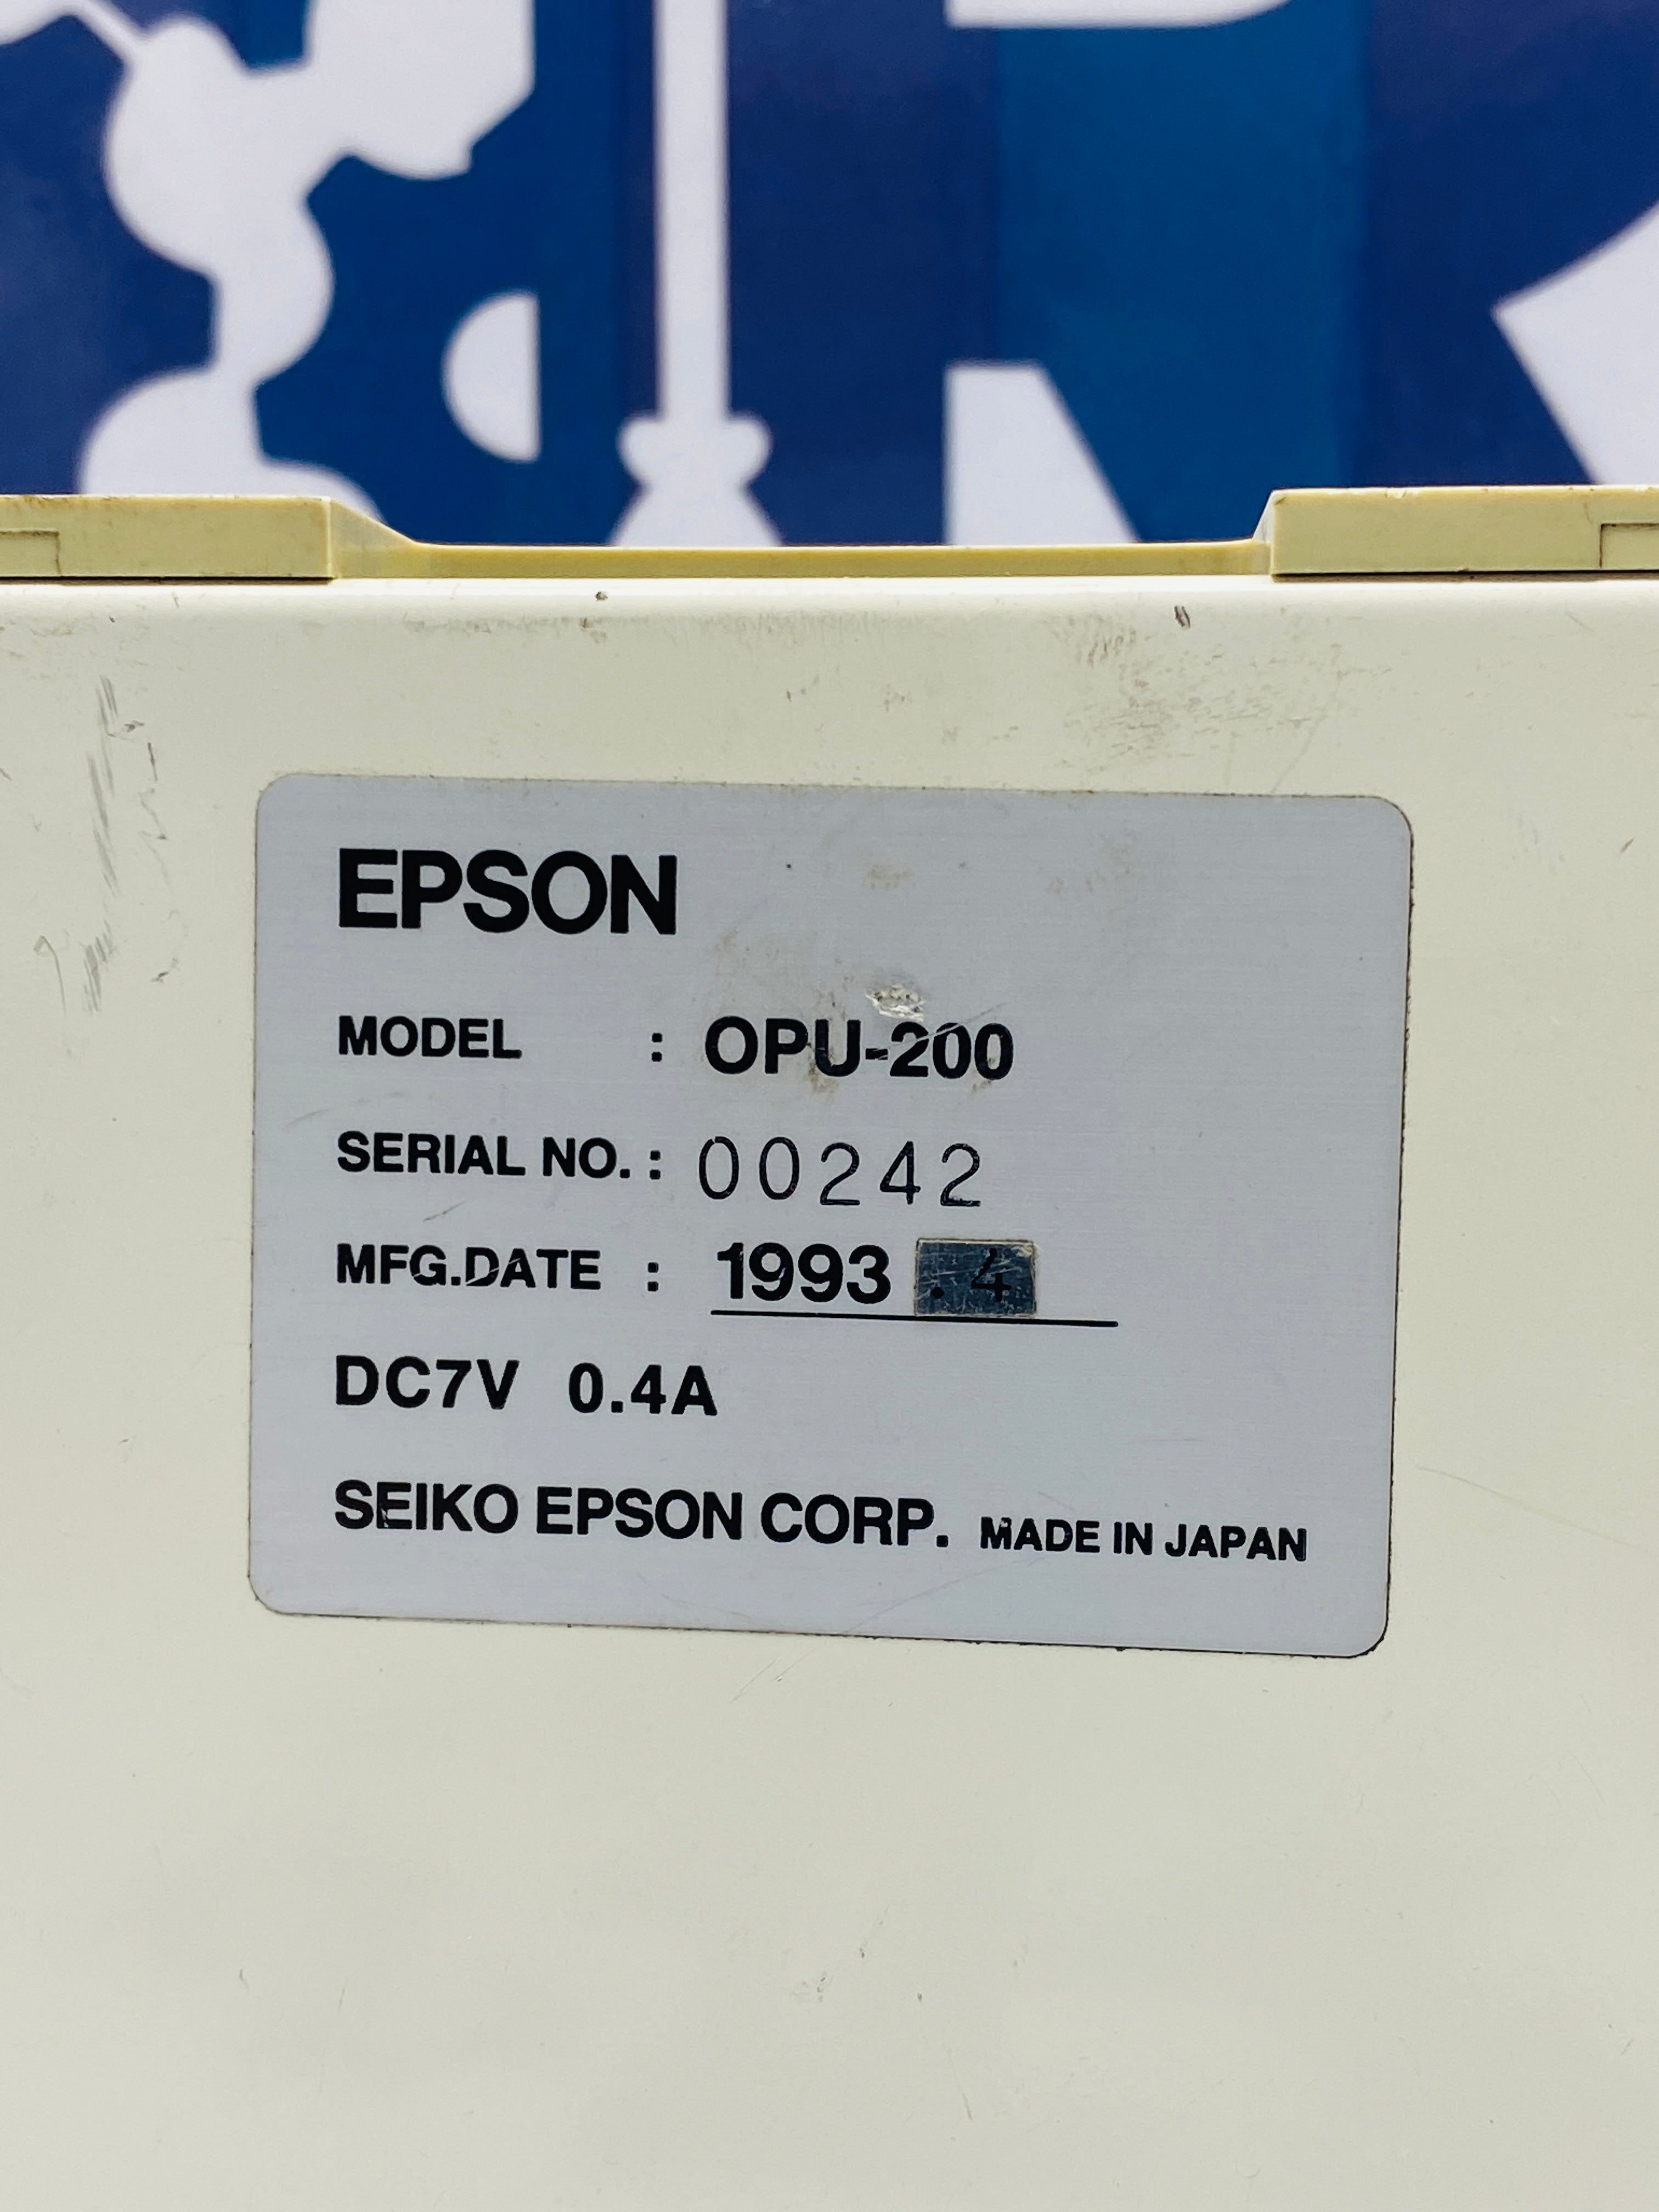 EPSON
MODEL : OPU-200
SERIAL NO. : 00242
MFG.DATE : 1993 .4
DC7V 0.4A
SEIKO EPSON CORP. MADE IN JAPAN